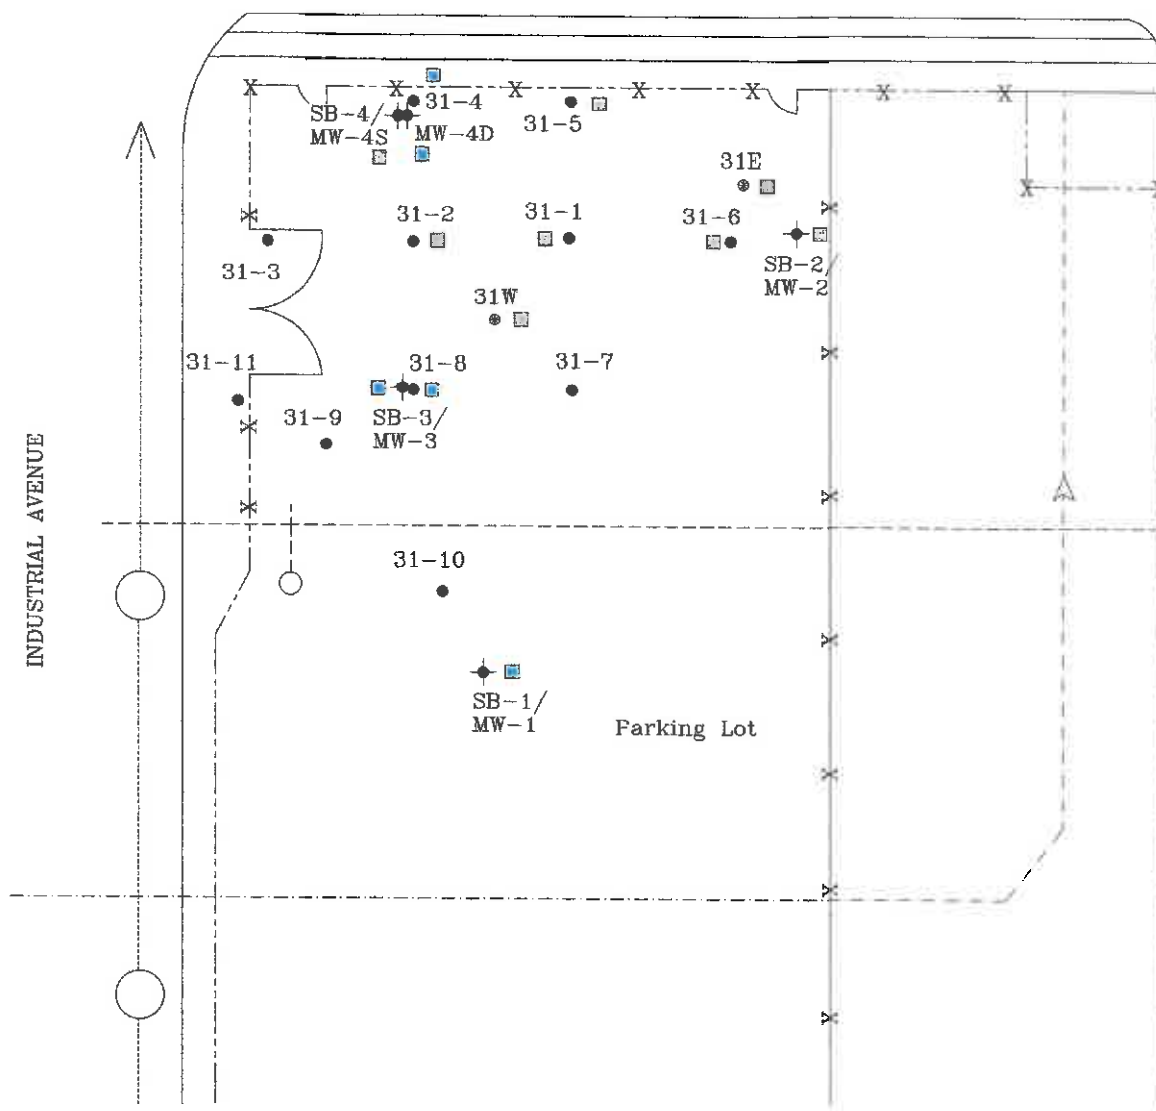 SB-4/
MW-4S
31-4
MW-4D
31-5
31E
31-2
31-1
31-6
31-3
SB-2/
MW-2
31W
31-11
31-8
31-7
31-9
SB-3/
MW-3
INDUSTRIAL AVENUE
31-10
SB-1/
MW-1
Parking Lot